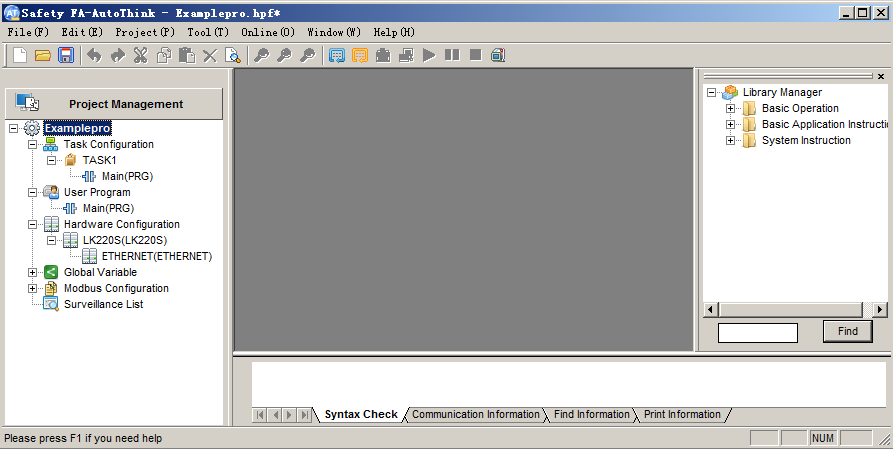 Safety FA-AutoThink - Examplepro.hpf*
File(F) Edit(E) Project(P) Tool(T) Online(O) Window(W) Help(H)
Project Management
Examplepro
Task Configuration
TASK1
Main(PRG)
User Program
Main(PRG)
Hardware Configuration
LK220S(LK220S)
ETHERNET(ETHERNET)
Global Variable
Modbus Configuration
Surveillance List
Library Manager
Basic Operation
Basic Application Instructi
System Instruction
Find
Syntax Check Communication Information Find Information Print Information
Please press F1 if you need help
NUM